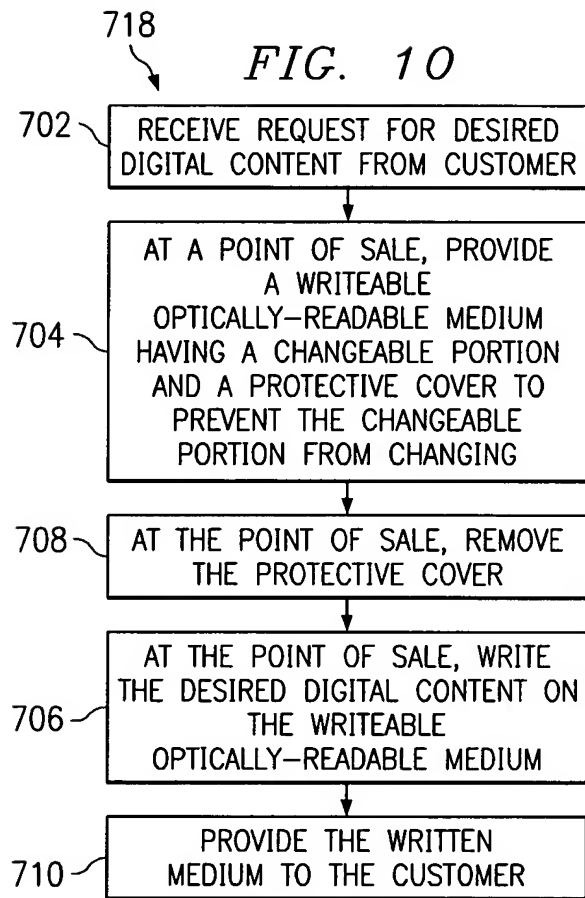 718
FIG. 10
702
RECEIVE REQUEST FOR DESIRED
DIGITAL CONTENT FROM CUSTOMER
704
AT A POINT OF SALE, PROVIDE
A WRITEABLE
OPTICALLY–READABLE MEDIUM
HAVING A CHANGEABLE PORTION
AND A PROTECTIVE COVER TO
PREVENT THE CHANGEABLE
PORTION FROM CHANGING
708
AT THE POINT OF SALE, REMOVE
THE PROTECTIVE COVER
706
AT THE POINT OF SALE, WRITE
THE DESIRED DIGITAL CONTENT ON
THE WRITEABLE
OPTICALLY–READABLE MEDIUM
710
PROVIDE THE WRITTEN
MEDIUM TO THE CUSTOMER